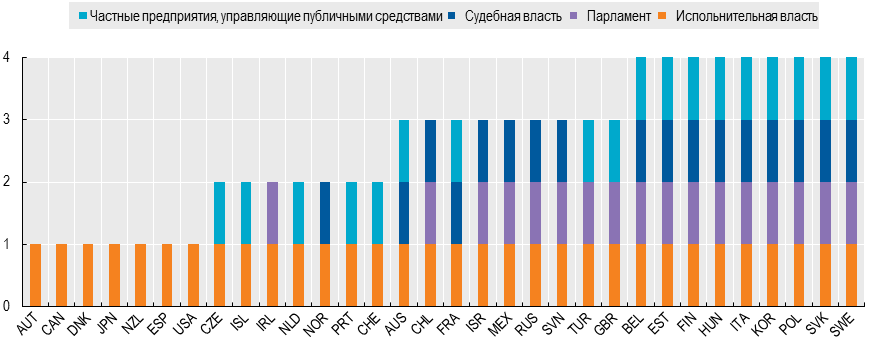 Частные предприятия, управляющие публичными средствами Судебная власть Парламент Испольнительная власть
4
3
2
1
0
AUT CAN DNK JPN NZL ESP USA CZE ISL IRL NLD NOR PRT CHE AUS CHL FRA ISR MEX RUS SVN TUR GBR BEL EST FIN HUN ITA KOR POL SVK SWE